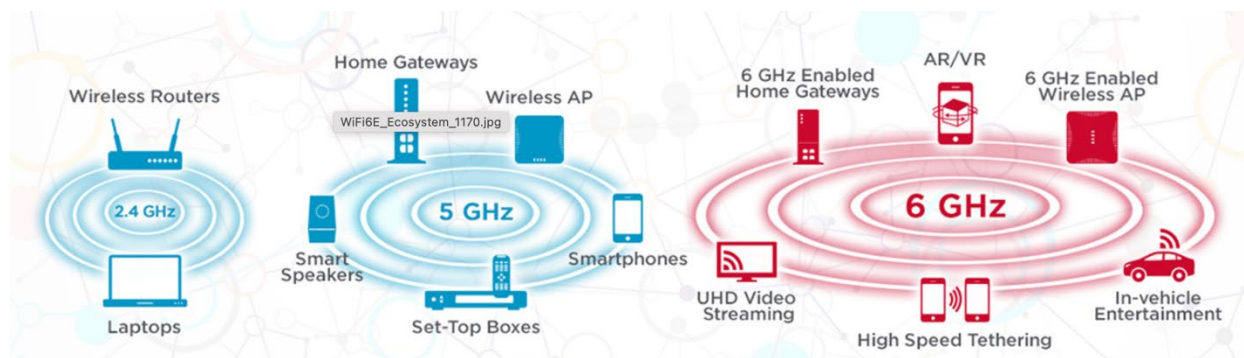 Wireless Routers
2.4 GHz
Laptops
Home Gateways
WiFi6E_Ecosystem_1170.jpg
Wireless AP
5 GHz
Smart
Speakers
Smartphones
Set-Top Boxes
6 GHz Enabled
Home Gateways
AR/VR
6 GHz Enabled
Wireless AP
6 GHz
UHD Video
Streaming
High Speed Tethering
In-vehicle
Entertainment